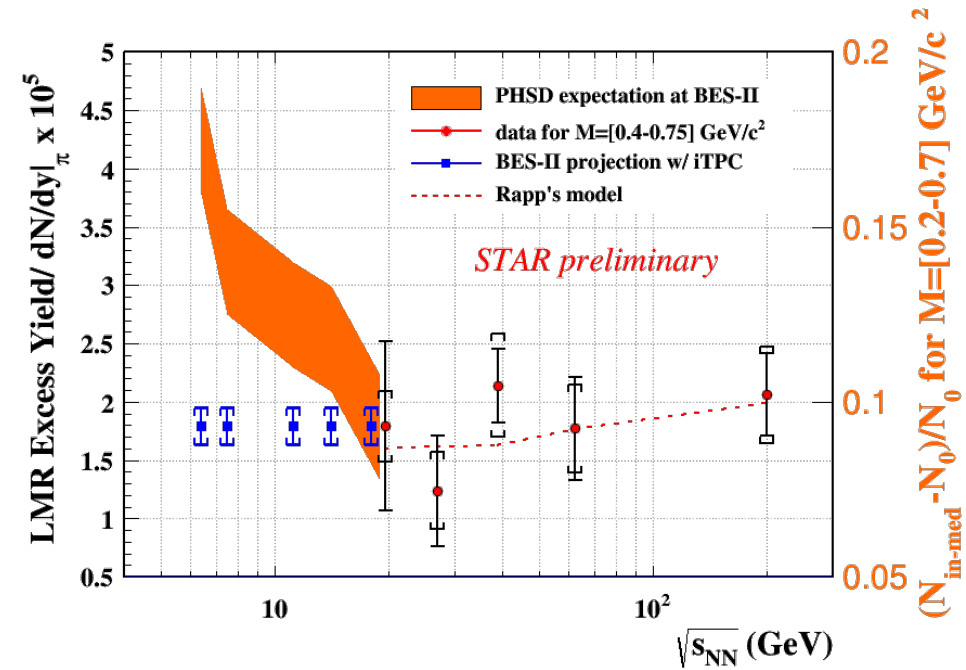 LMR Excess Yield/ dN/dy|π x 10⁵
5
4.5
4
3.5
3
2.5
2
1.5
1
0.5
PHSD expectation at BES-II
data for M=[0.4-0.75] GeV/c²
BES-II projection w/ iTPC
Rapp's model
STAR preliminary
0.2
0.15
0.1
0.05
(N_in-med-N_0)/N_0 for M=[0.2-0.7] GeV/c ²
10
10²
√s_NN (GeV)